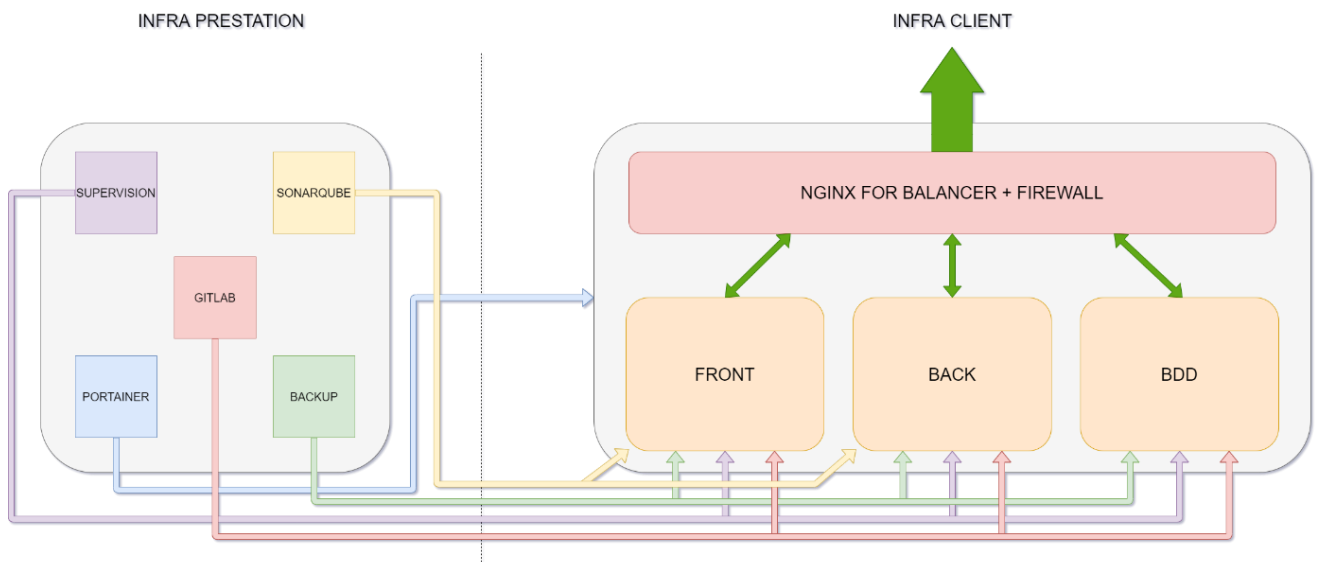 INFRA PRESTATION
INFRA CLIENT
SUPERVISION
SONARQUBE
GITLAB
PORTAINER
BACKUP
NGINX FOR BALANCER + FIREWALL
FRONT
BACK
BDD